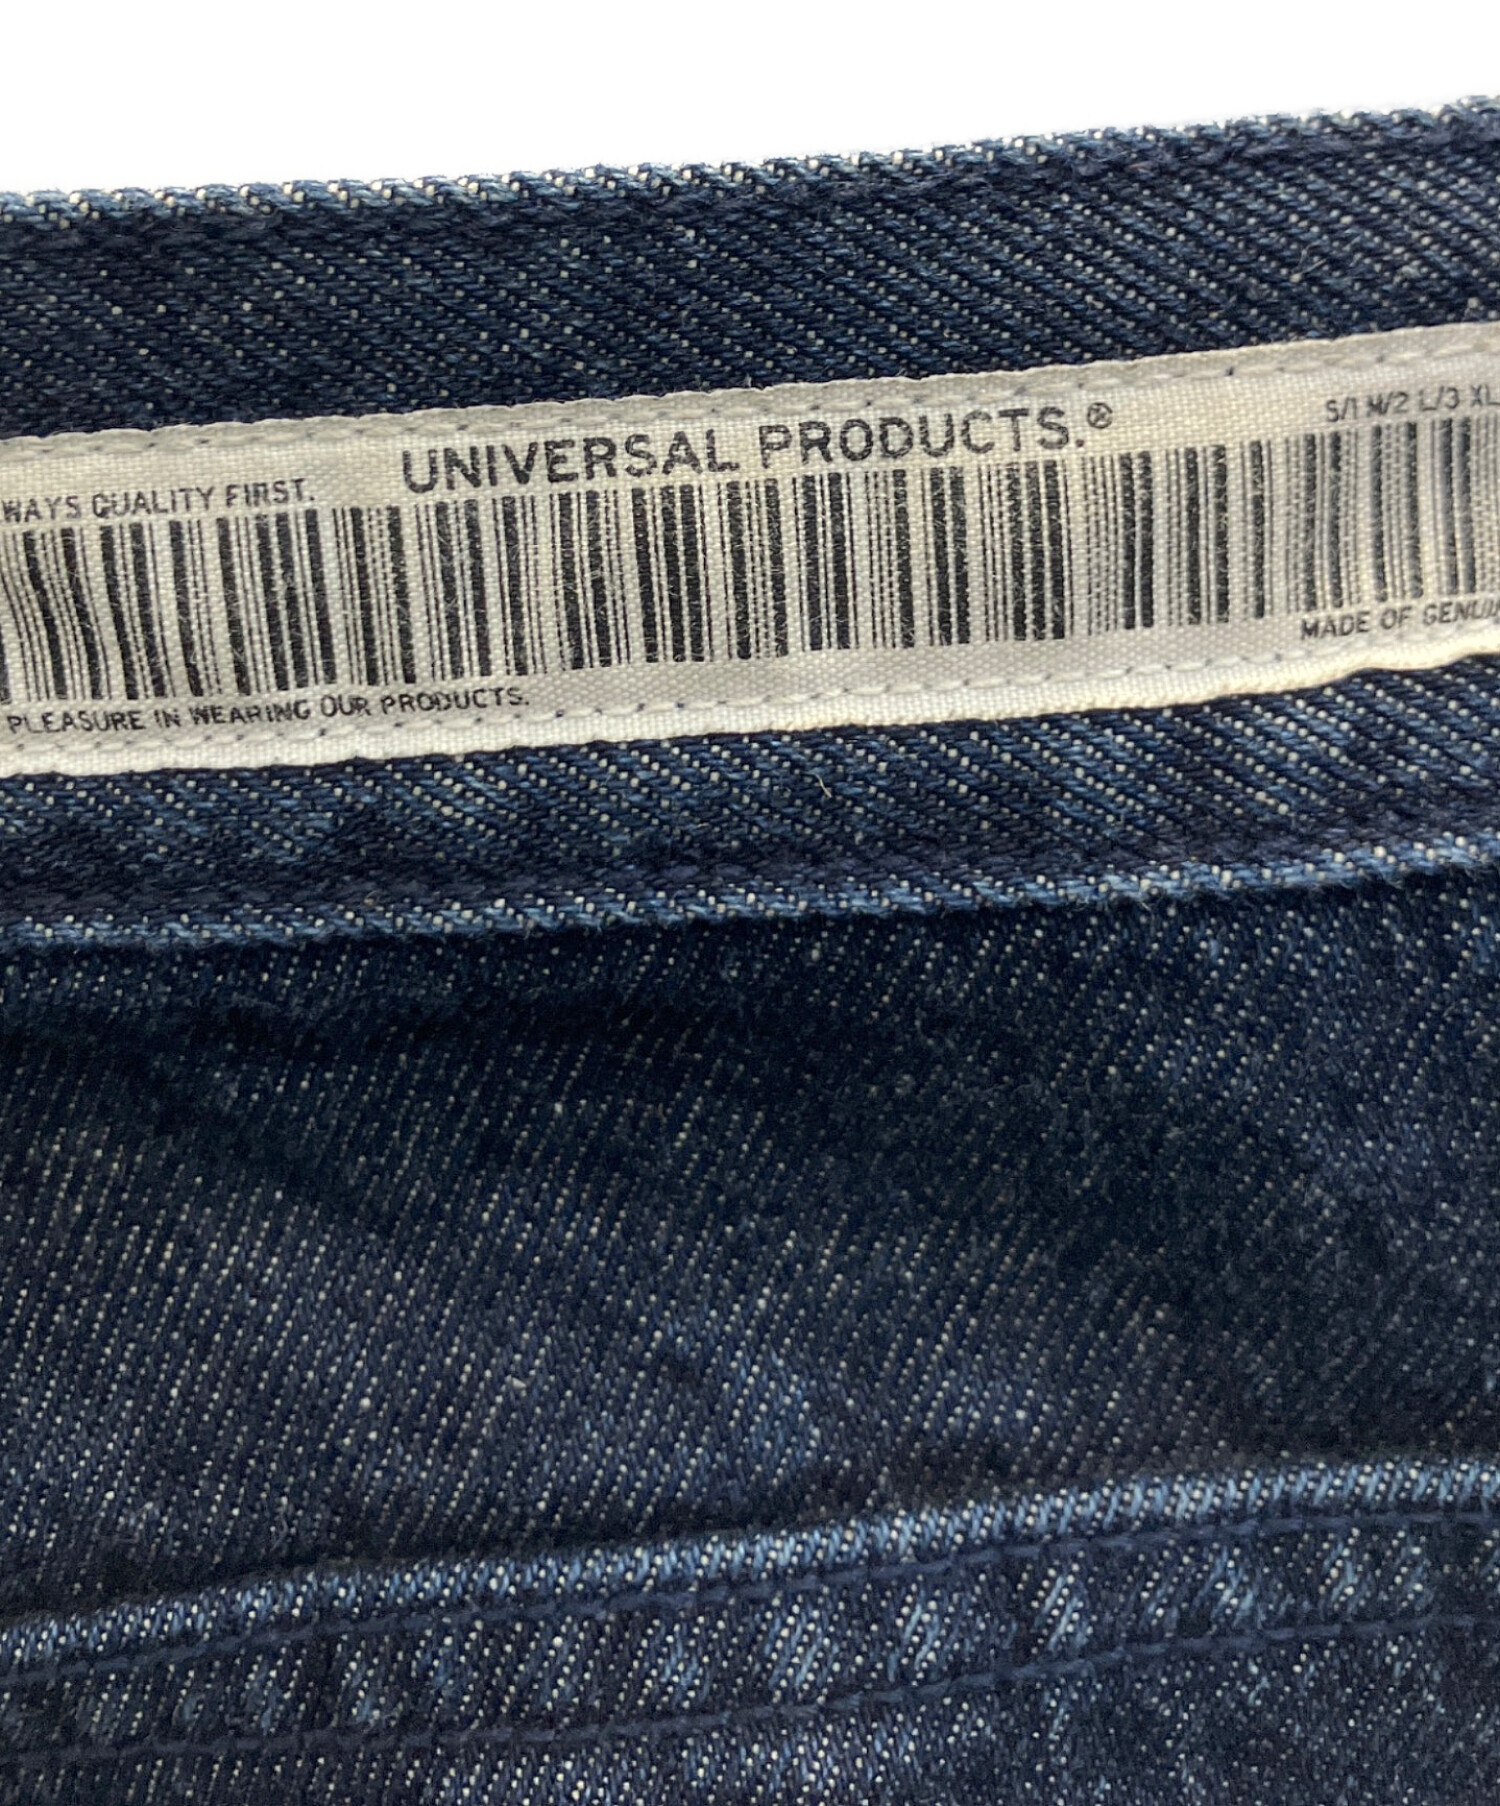 UNIVERSAL PRODUCTS.®
S/1 M/2 L/3 XL
WAYS QUALITY FIRST.
MADE OF GENUI
PLEASURE IN WEARING OUR PRODUCTS.